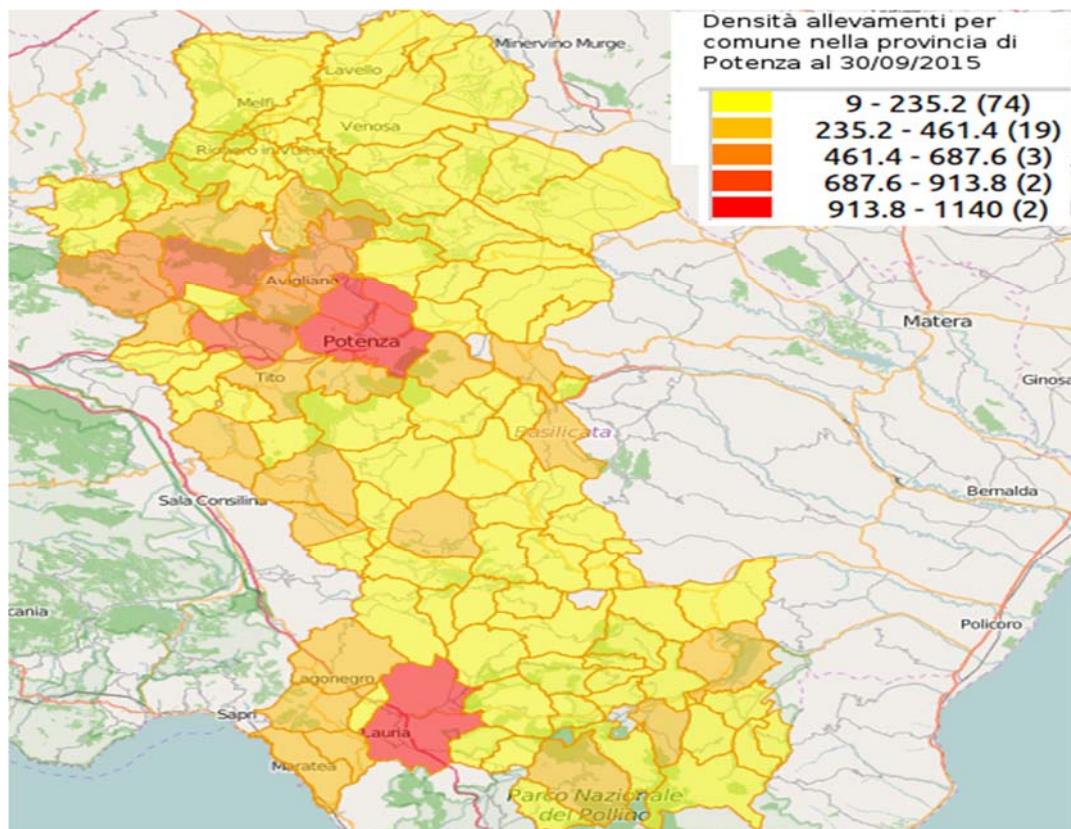 Densità allevamenti per
comune nella provincia di
Potenza al 30/09/2015
9 - 235.2 (74)
235.2 - 461.4 (19)
461.4 - 687.6 (3)
687.6 - 913.8 (2)
913.8 - 1140 (2)
Minervino Murge
Lavello
Melfi
Venosa
Rionero in Vulture
Avigliano
Potenza
Matera
Tito
Ginosa
Basilicata
Sala Consilina
Bernalda
cania
Policoro
Lagonegro
Sapri
Lauria
Maratea
Parco Nazionale
del Pollino